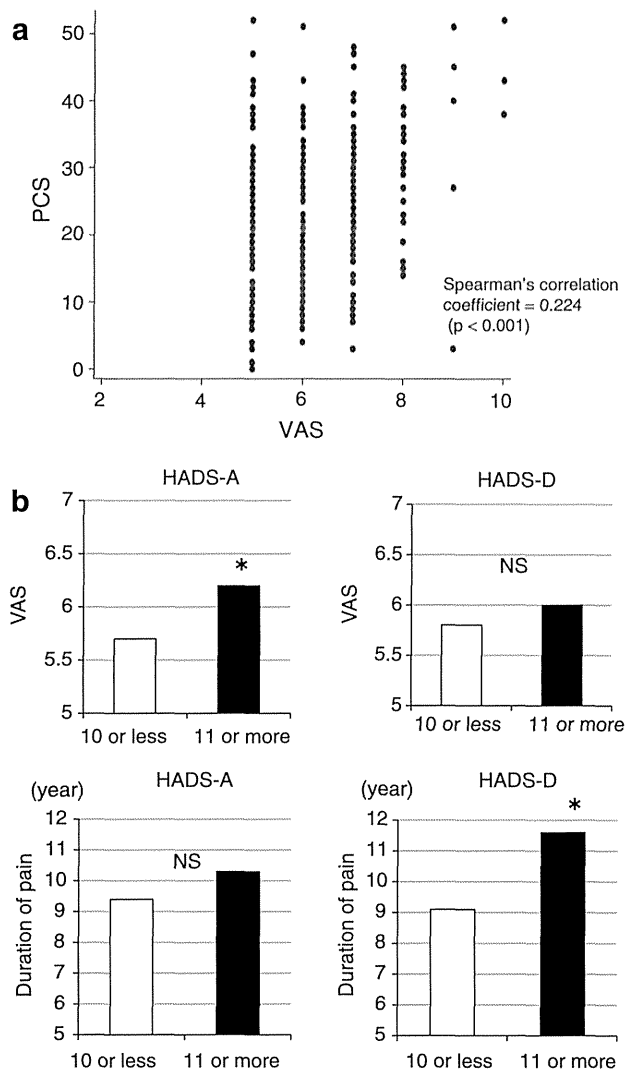 a
50
40
30
20
10
0
PCS
Spearman's correlation
coefficient = 0.224
(p < 0.001)
2 4 6 8 10
VAS
b
HADS-A
7
6.5
6
5.5
5
VAS
*
10 or less 11 or more
HADS-D
7
6.5
6
5.5
5
VAS
NS
10 or less 11 or more
HADS-A
(year)
12
11
10
9
8
7
6
5
Duration of pain
NS
10 or less 11 or more
HADS-D
(year)
12
11
10
9
8
7
6
5
Duration of pain
*
10 or less 11 or more